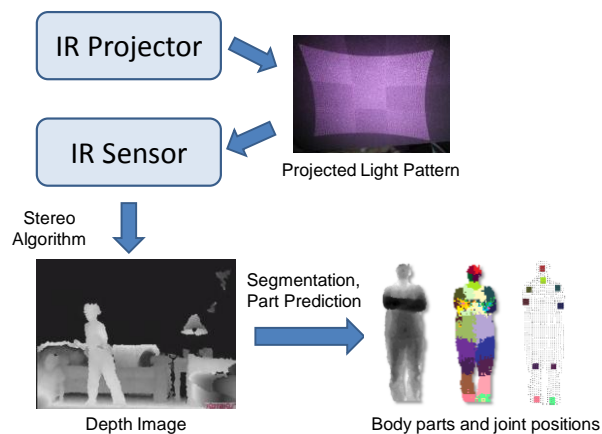 IR Projector
IR Sensor
Projected Light Pattern
Stereo
Algorithm
Segmentation,
Part Prediction
Depth Image
Body parts and joint positions